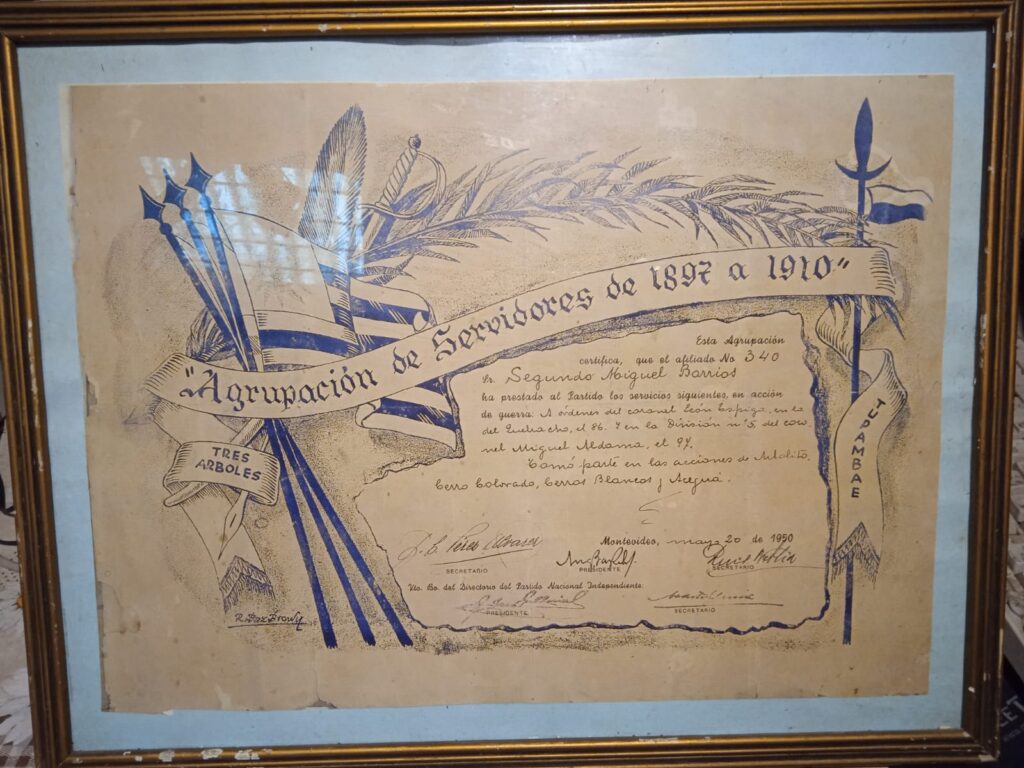 "Agrupación de Servidores de 1897 a 1910"
TRES
ARBOLES
TUPAMBAE
Esta Agrupación
certifica, que el afiliado No 340
Sr. Segundo Miguel Barrios
ha prestado al Partido los servicios siguientes, en acción
de guerra: A órdenes del coronel León Espiga, en la
del Quebracho, el 86. Y en la División nº 5, del coro,
nel Miguel Aldama, el 97.
Tomó parte en las acciones de
Cerro Colorado, Cerros Blancos y Aceguá.
Montevideo, mayo 20 de 1950
SECRETARIO
PRESIDENTE
SECRETARIO
Vto. Bo. del Directorio del Partido Nacional Independiente.
PRESIDENTE
SECRETARIO